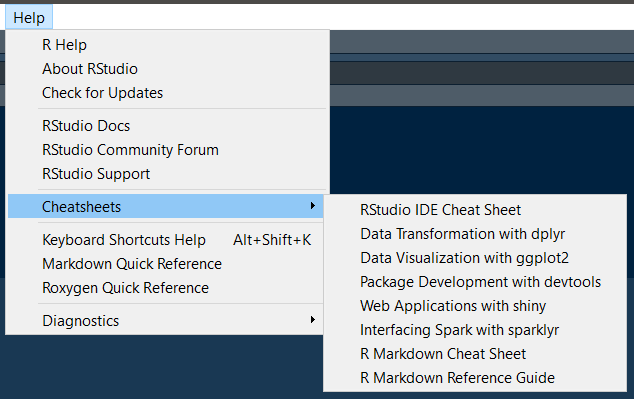 Help
R Help
About RStudio
Check for Updates
RStudio Docs
RStudio Community Forum
RStudio Support
Cheatsheets
Keyboard Shortcuts Help Alt+Shift+K
Markdown Quick Reference
Roxygen Quick Reference
Diagnostics
RStudio IDE Cheat Sheet
Data Transformation with dplyr
Data Visualization with ggplot2
Package Development with devtools
Web Applications with shiny
Interfacing Spark with sparklyr
R Markdown Cheat Sheet
R Markdown Reference Guide